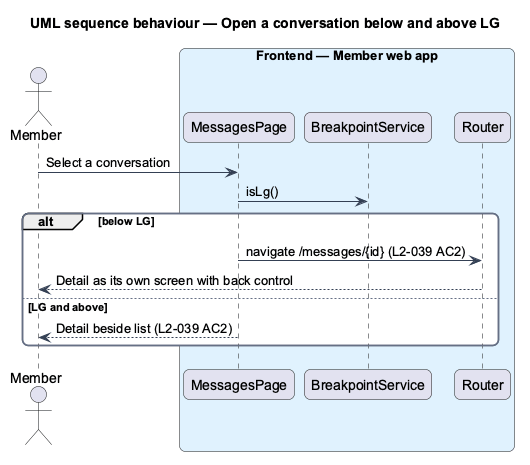 UML sequence behaviour — Open a conversation below and above LG
Frontend — Member web app
Member
MessagesPage
BreakpointService
Router
Select a conversation
isLg()
alt
[below LG]
navigate /messages/{id} (L2-039 AC2)
Detail as its own screen with back control
[LG and above]
Detail beside list (L2-039 AC2)
Member
MessagesPage
BreakpointService
Router